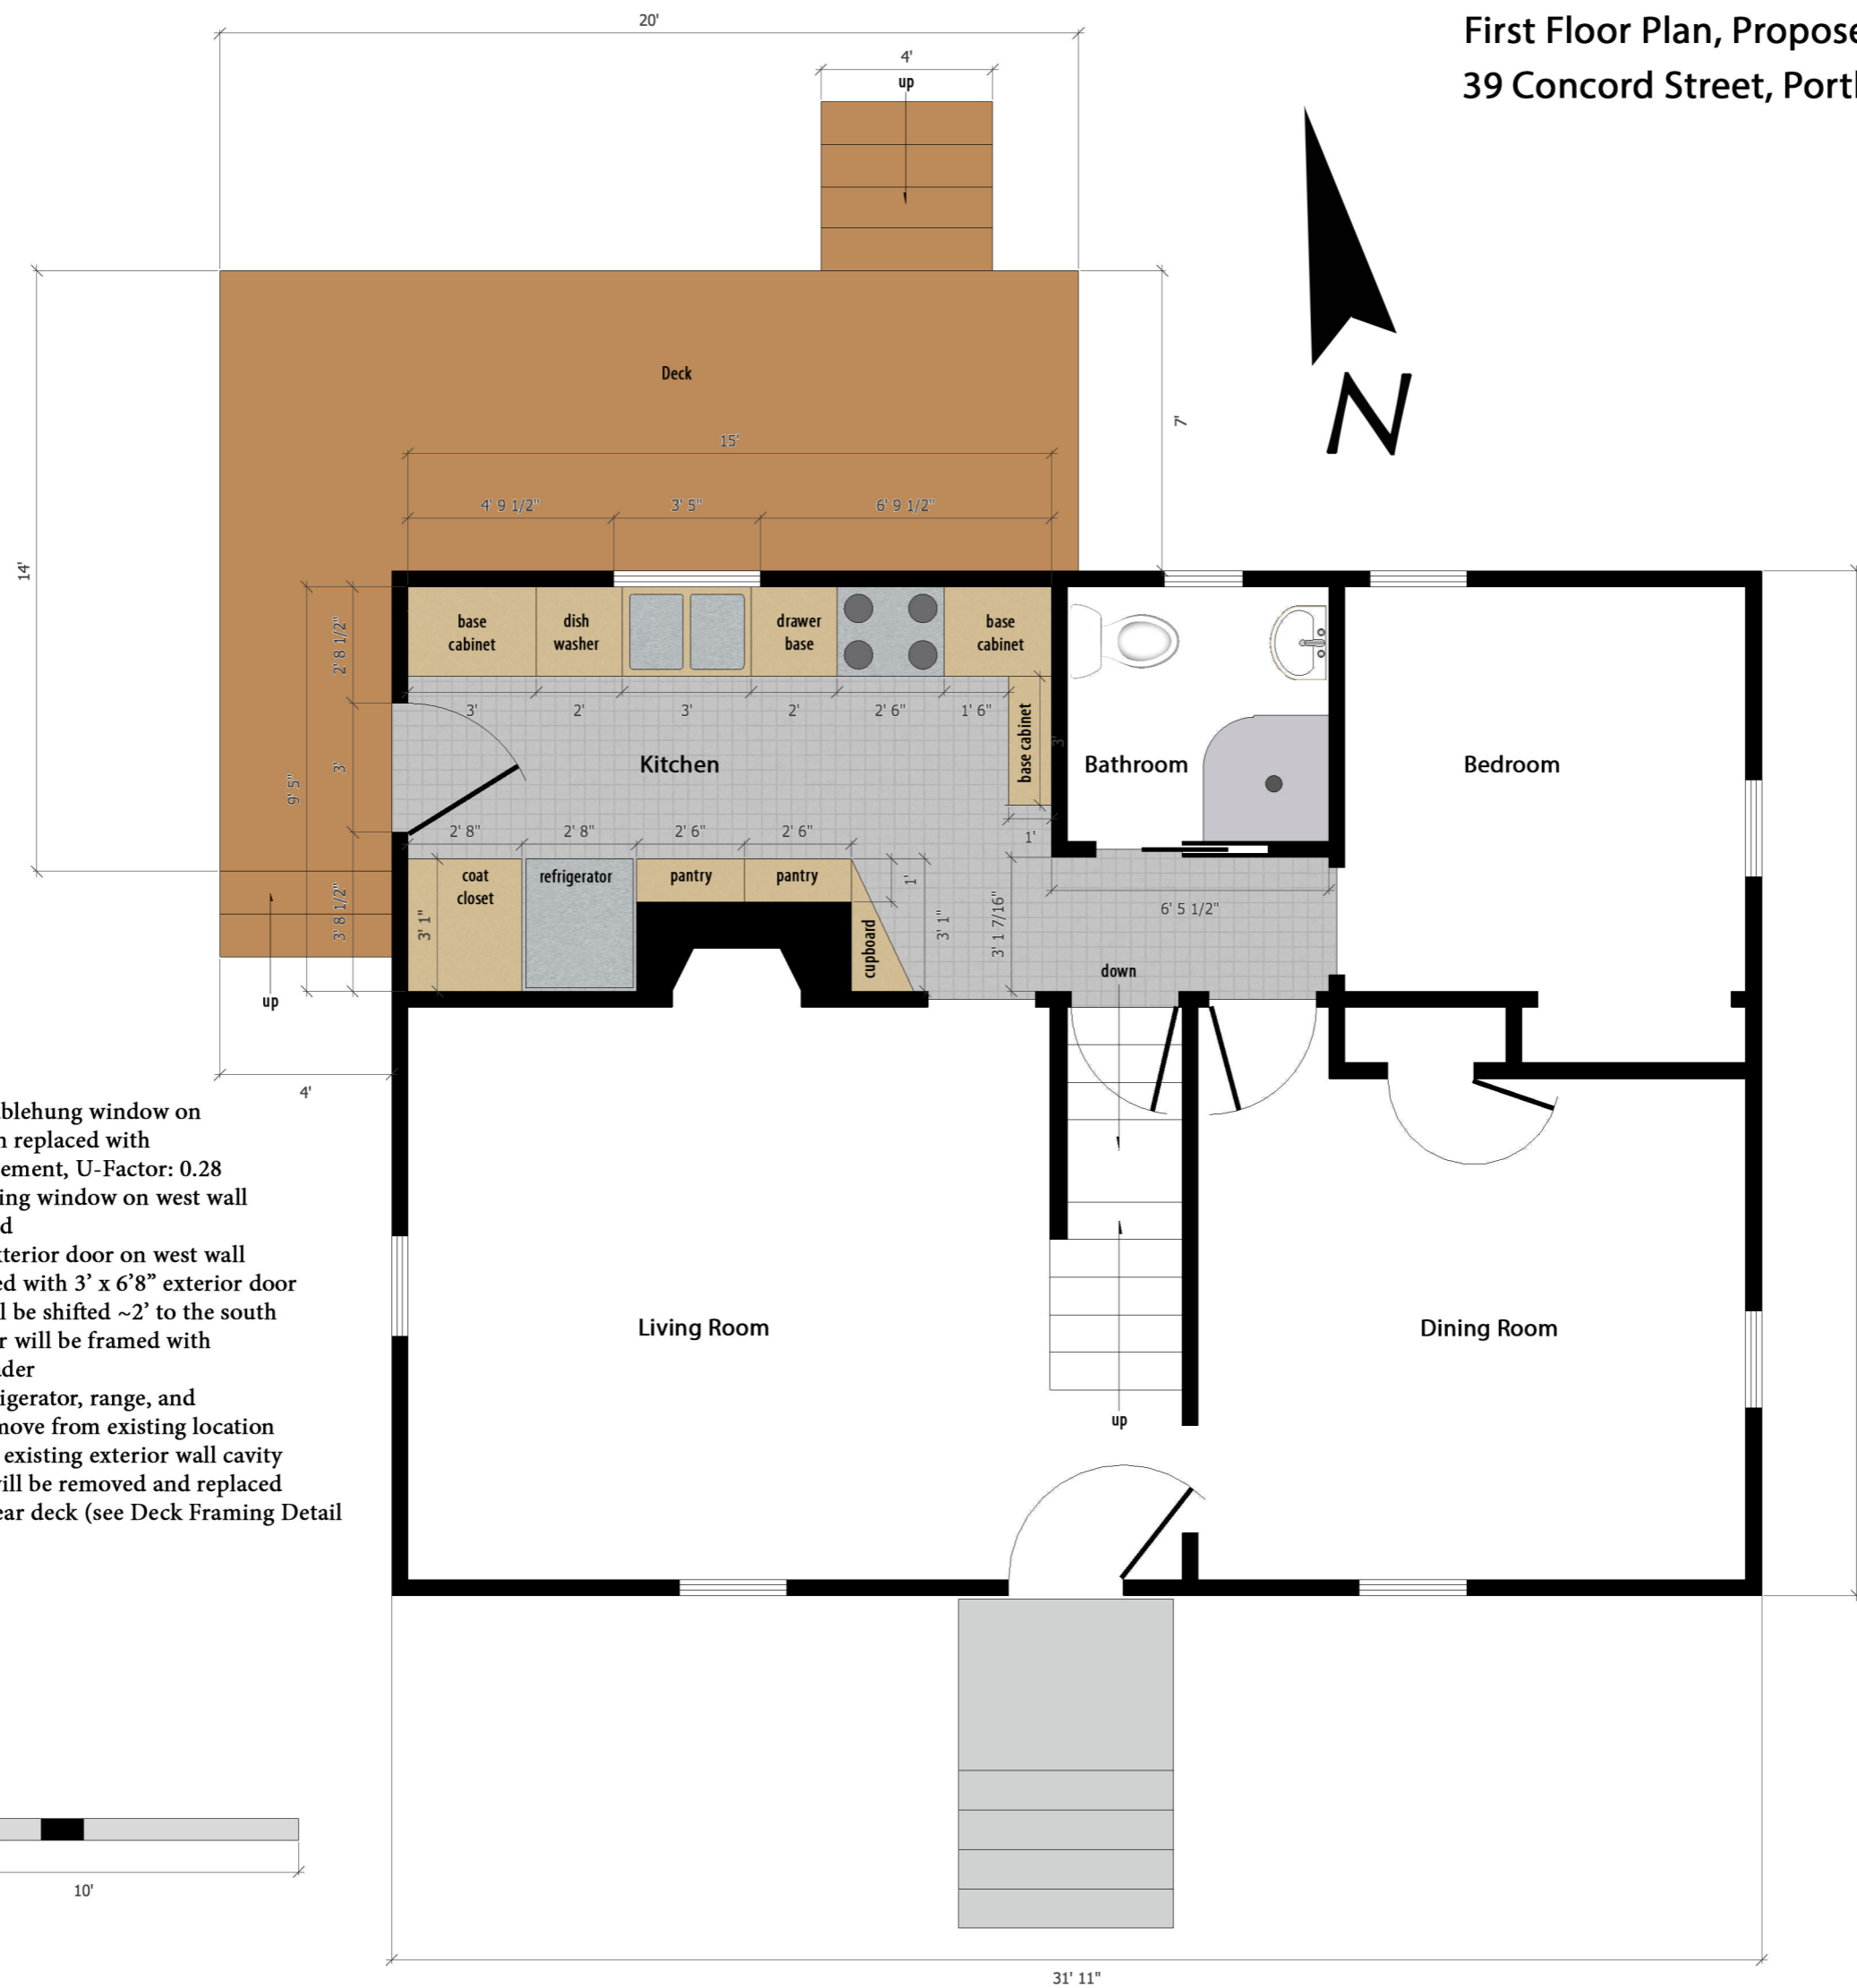 First Floor Plan, Propose
39 Concord Street, Portl
20'
4'
up
N
Deck
14'
7'
15'
4' 9 1/2"
3' 5"
6' 9 1/2"
2' 8 1/2"
3'
9' 5"
3' 8 1/2"
base
cabinet
dish
washer
drawer
base
base
cabinet
3'
2'
3'
2'
2' 6"
1' 6"
base cabinet
3'
1'
Kitchen
Bathroom
Bedroom
2' 8"
2' 8"
2' 6"
2' 6"
coat
closet
refrigerator
pantry
pantry
cupboard
3' 1"
1'
3' 1"
3' 1 7/16"
6' 5 1/2"
down
up
4'
ublehung window on
n replaced with
ement, U-Factor: 0.28
ing window on west wall
d
xterior door on west wall
ed with 3’ x 6’8” exterior door
l be shifted ~2’ to the south
r will be framed with
ader
rigerator, range, and
move from existing location
existing exterior wall cavity
will be removed and replaced
ear deck (see Deck Framing Detail
Living Room
Dining Room
up
10'
31' 11"